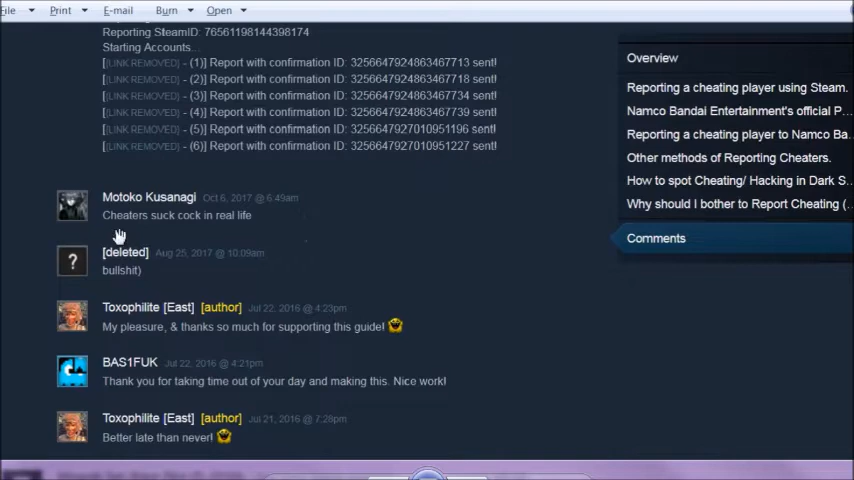 File Print E-mail Burn Open
Reporting SteamID: 76561198144398174
Starting Accounts...
[{LINK REMOVED} - (1)] Report with confirmation ID: 3256647924863467713 sent!
[{LINK REMOVED} - (2)] Report with confirmation ID: 3256647924863467718 sent!
[{LINK REMOVED} - (3)] Report with confirmation ID: 3256647924863467734 sent!
[{LINK REMOVED} - (4)] Report with confirmation ID: 3256647924863467739 sent!
[{LINK REMOVED} - (5)] Report with confirmation ID: 3256647927010951196 sent!
[{LINK REMOVED} - (6)] Report with confirmation ID: 3256647927010951227 sent!
Motoko Kusanagi Oct 6, 2017 @ 6:49am
Cheaters suck cock in real life
[deleted] Aug 25, 2017 @ 10:09am
bullshit)
Toxophilite [East] [author] Jul 22, 2016 @ 4:23pm
My pleasure, & thanks so much for supporting this guide!
BAS1FUK Jul 22, 2016 @ 4:21pm
Thank you for taking time out of your day and making this. Nice work!
Toxophilite [East] [author] Jul 21, 2016 @ 7:28pm
Better late than never!
Overview
Reporting a cheating player using Steam.
Namco Bandai Entertainment's official P...
Reporting a cheating player to Namco Ba...
Other methods of Reporting Cheaters.
How to spot Cheating/ Hacking in Dark S...
Why should I bother to Report Cheating (...
Comments